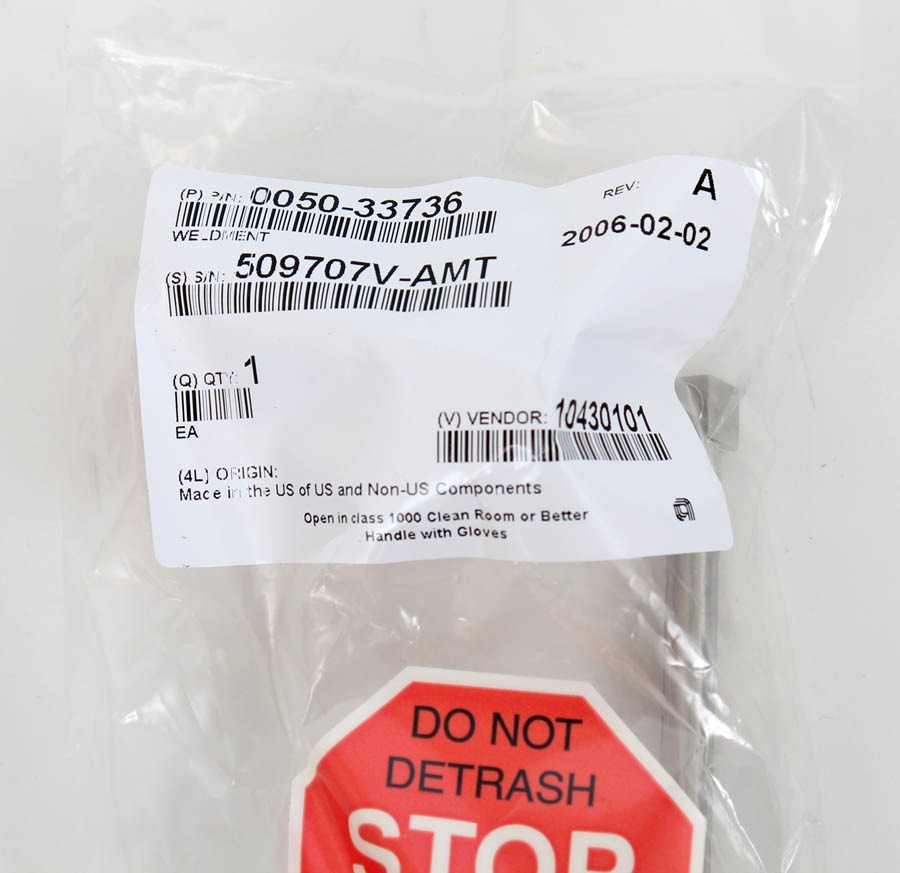 (P) P/N: 0050-33736
REV: A
WELDMENT
2006-02-02
(S) S/N: 509707V-AMT
(Q) QTY: 1
EA
(V) VENDOR: 10430101
(4L) ORIGIN:
Made in the US of US and Non-US Components
Open in class 1000 Clean Room or Better
Handle with Gloves
DO NOT
DETRASH
STOP